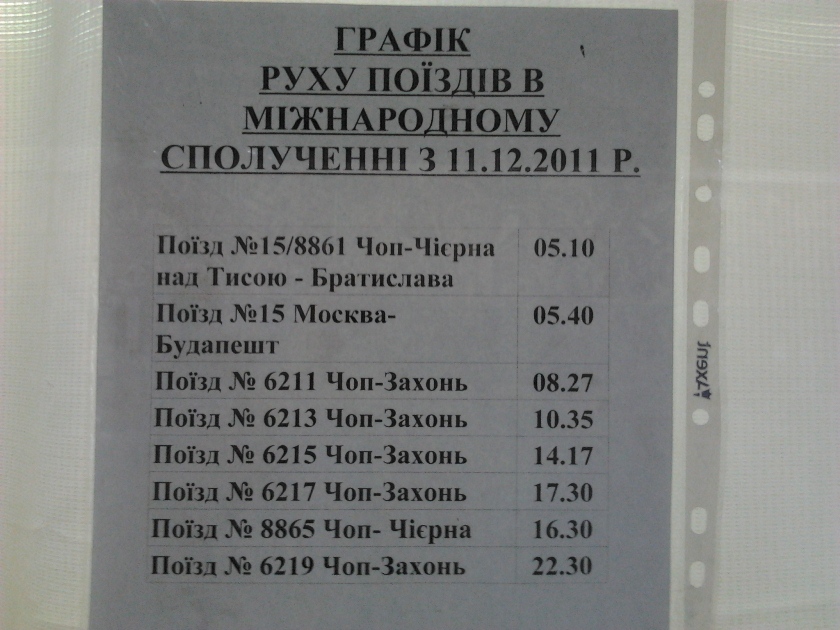 ГРАФІК
РУХУ ПОЇЗДІВ В
МІЖНАРОДНОМУ
СПОЛУЧЕННІ З 11.12.2011 Р.
Поїзд №15/8861 Чоп-Чієрна 05.10
над Тисою - Братислава
Поїзд №15 Москва- 05.40
Будапешт
Поїзд № 6211 Чоп-Захонь 08.27
Поїзд № 6213 Чоп-Захонь 10.35
Поїзд № 6215 Чоп-Захонь 14.17
Поїзд № 6217 Чоп-Захонь 17.30
Поїзд № 8865 Чоп- Чієрна 16.30
Поїзд № 6219 Чоп-Захонь 22.30